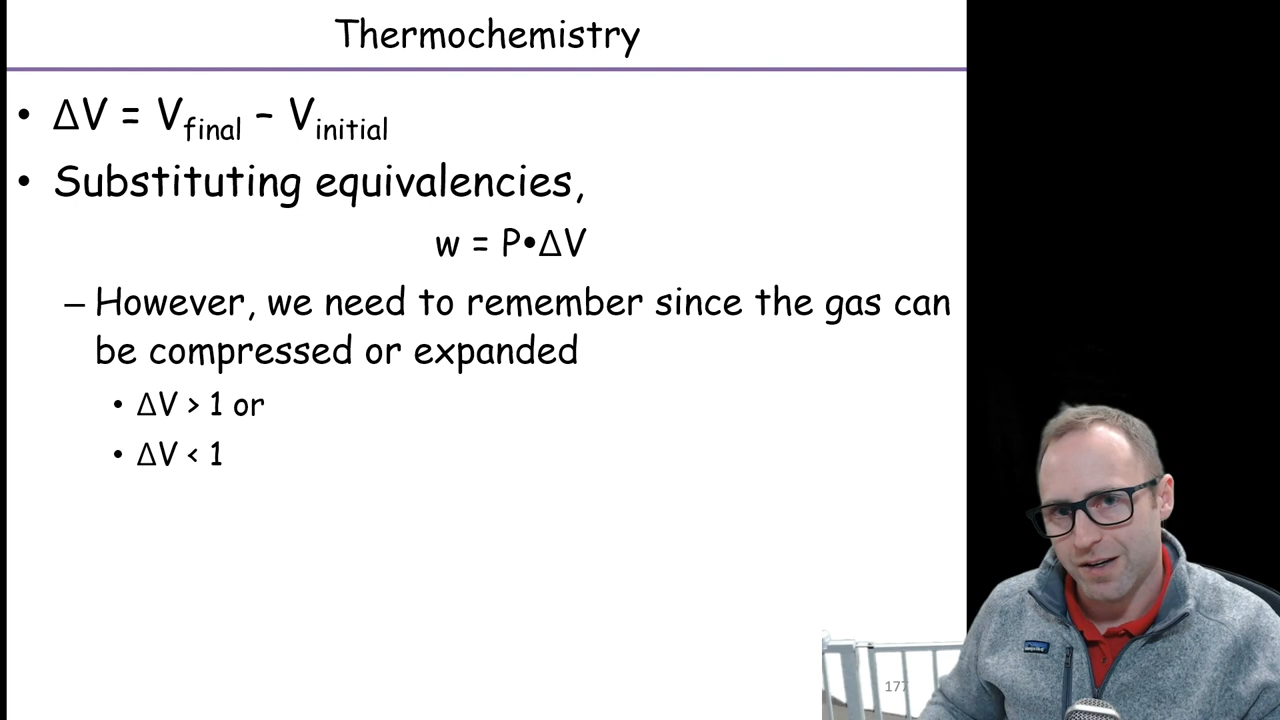 Thermochemistry
• ΔV = Vfinal – Vinitial
• Substituting equivalencies,
w = P•ΔV
– However, we need to remember since the gas can
be compressed or expanded
• ΔV > 1 or
• ΔV < 1
177